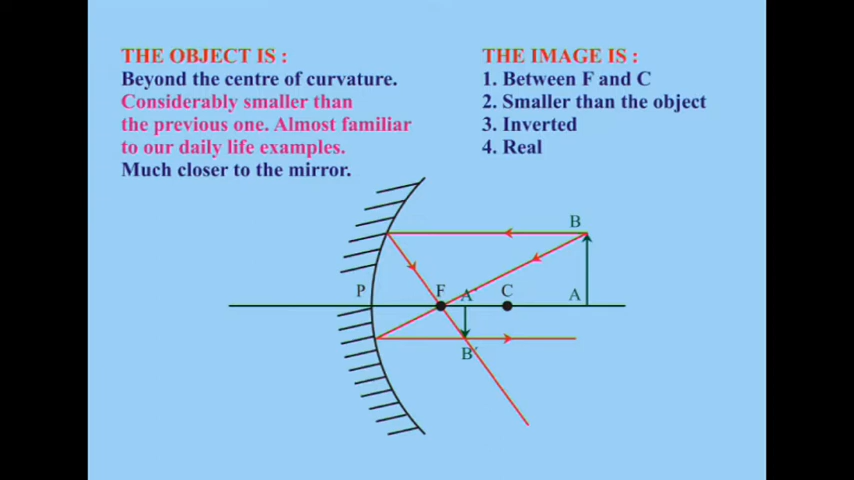 THE OBJECT IS :
Beyond the centre of curvature.
Considerably smaller than
the previous one. Almost familiar
to our daily life examples.
Much closer to the mirror.
THE IMAGE IS :
1. Between F and C
2. Smaller than the object
3. Inverted
4. Real
B
P
F
A´
C
A
B´